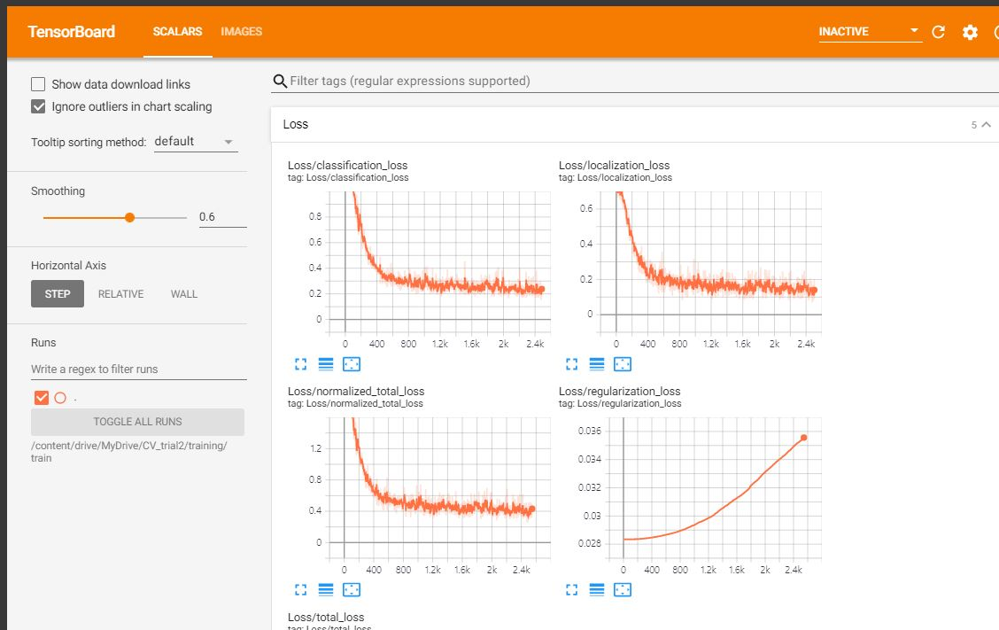 TensorBoard
SCALARS
IMAGES
INACTIVE
Show data download links
Ignore outliers in chart scaling
Tooltip sorting method: default
Smoothing
0.6
Horizontal Axis
STEP RELATIVE WALL
Runs
Write a regex to filter runs
.
TOGGLE ALL RUNS
/content/drive/MyDrive/CV_trial2/training/
train
Filter tags (regular expressions supported)
Loss
5
Loss/classification_loss
tag: Loss/classification_loss
0.8
0.6
0.4
0.2
0
0 400 800 1.2k 1.6k 2k 2.4k
Loss/localization_loss
tag: Loss/localization_loss
0.6
0.4
0.2
0
0 400 800 1.2k 1.6k 2k 2.4k
Loss/normalized_total_loss
tag: Loss/normalized_total_loss
1.2
0.8
0.4
0
0 400 800 1.2k 1.6k 2k 2.4k
Loss/regularization_loss
tag: Loss/regularization_loss
0.036
0.034
0.032
0.03
0.028
0 400 800 1.2k 1.6k 2k 2.4k
Loss/total_loss
tag: Loss/total_loss